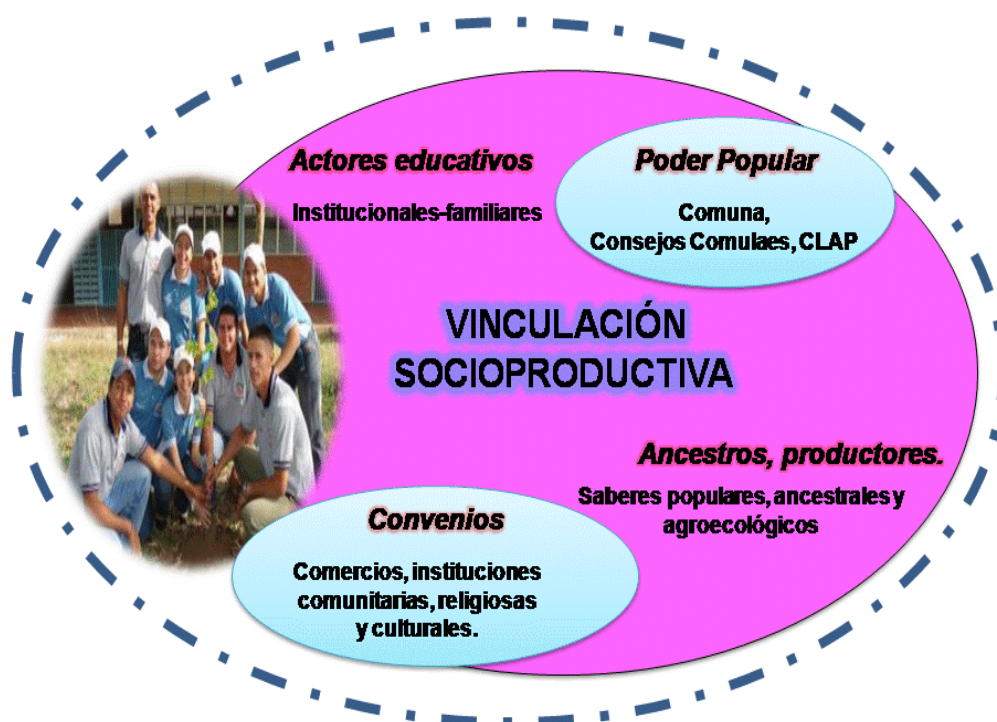 Actores educativos
Institucionales-familiares
Poder Popular
Comuna,
Consejos Comulaes, CLAP
VINCULACIÓN
SOCIOPRODUCTIVA
Ancestros, productores.
Saberes populares, ancestrales y
agroecológicos
Convenios
Comercios, instituciones
comunitarias, religiosas
y culturales.